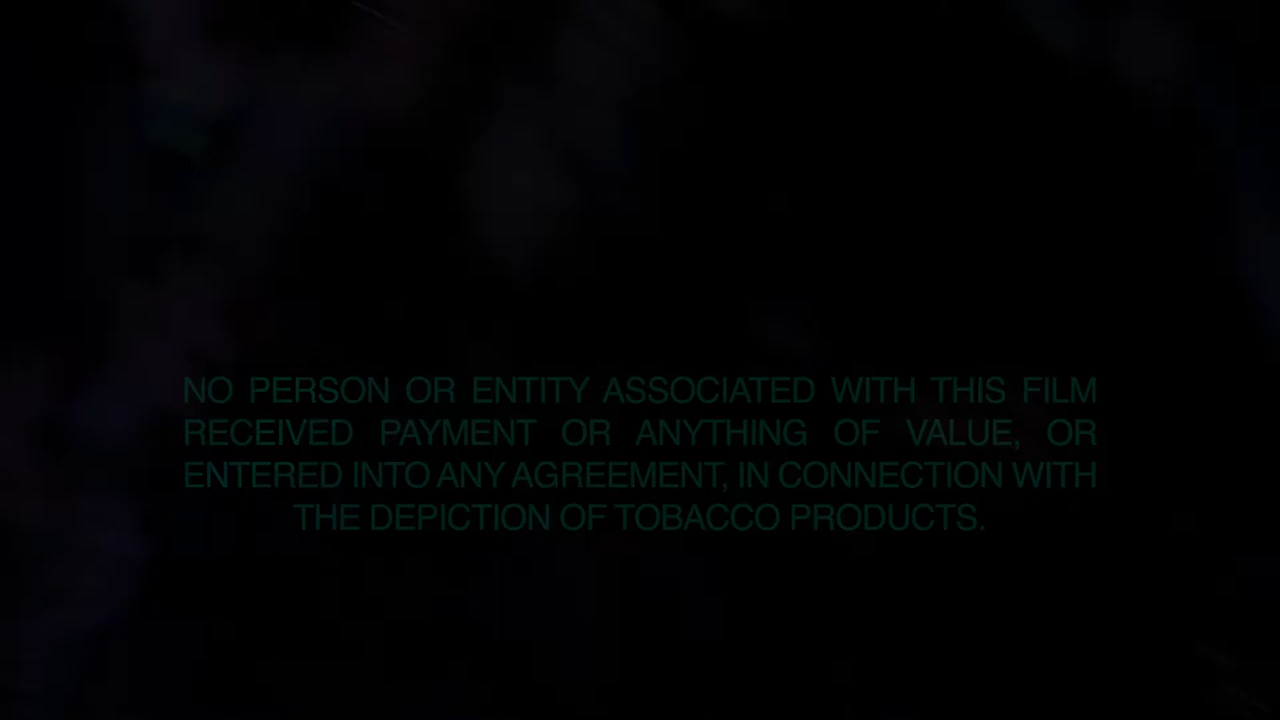 NO PERSON OR ENTITY ASSOCIATED WITH THIS FILM
RECEIVED PAYMENT OR ANYTHING OF VALUE, OR
ENTERED INTO ANY AGREEMENT, IN CONNECTION WITH
THE DEPICTION OF TOBACCO PRODUCTS.